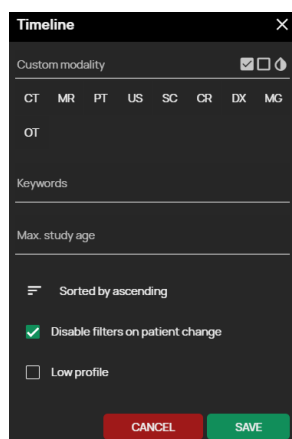 Timeline
Custom modality
CT MR PT US SC CR DX MG
OT
Keywords
Max. study age
Sorted by ascending
Disable filters on patient change
Low profile
CANCEL SAVE